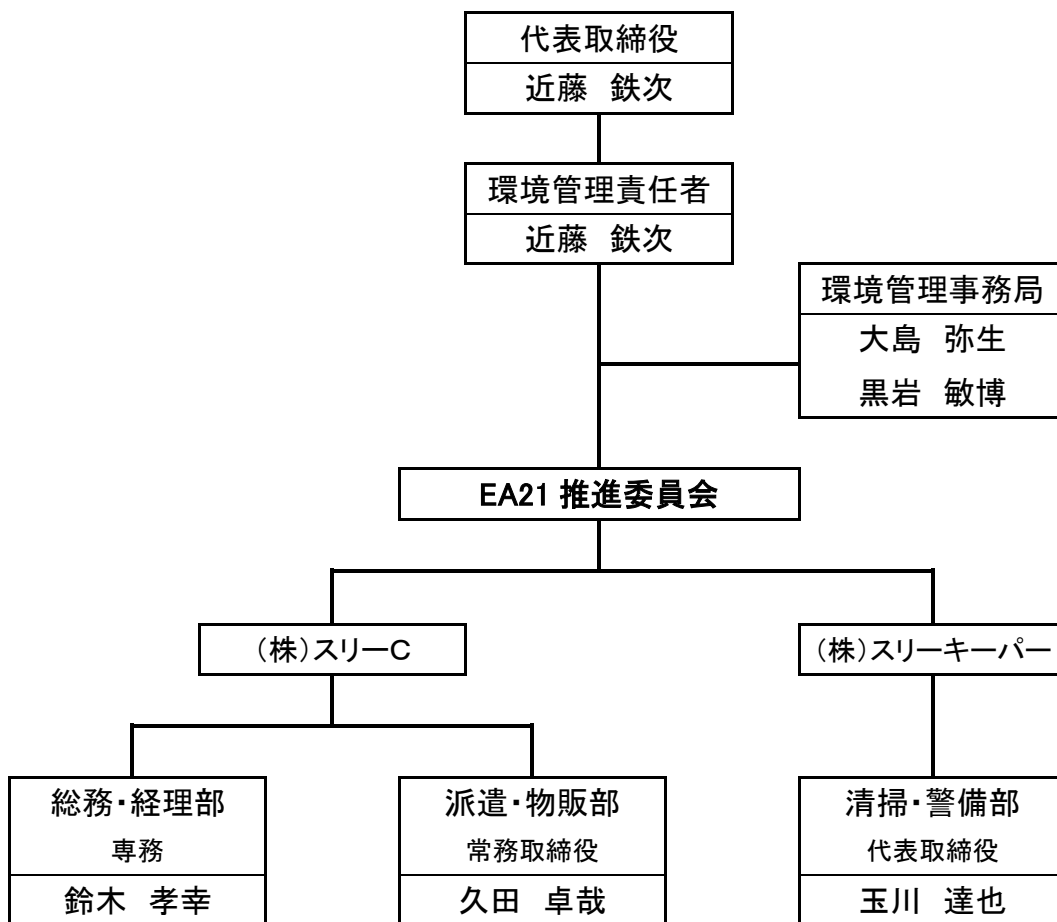 代表取締役
近藤 鉄次
環境管理責任者
近藤 鉄次
環境管理事務局
大島 弥生
黒岩 敏博
EA21 推進委員会
（株）スリーC
（株）スリーキーパー
総務・経理部
専務
鈴木 孝幸
派遣・物販部
常務取締役
久田 卓哉
清掃・警備部
代表取締役
玉川 達也